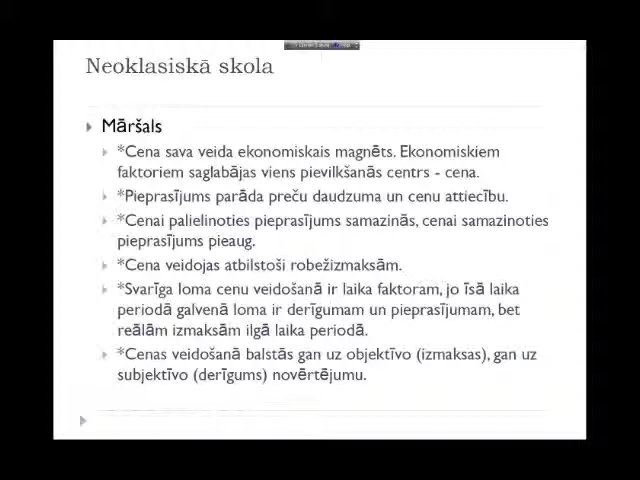 Neoklasiskā skola
Māršals
*Cena sava veida ekonomiskais magnēts. Ekonomiskiem
faktoriem saglabājas viens pievilkšanās centrs - cena.
*Pieprasījums parāda preču daudzuma un cenu attiecību.
*Cenai palielinoties pieprasījums samazinās, cenai samazinoties
pieprasījums pieaug.
*Cena veidojas atbilstoši robežizmaksām.
*Svarīga loma cenu veidošanā ir laika faktoram, jo īsā laika
periodā galvenā loma ir derīgumam un pieprasījumam, bet
reālām izmaksām ilgā laika periodā.
*Cenas veidošanā balstās gan uz objektīvo (izmaksas), gan uz
subjektīvo (derīgums) novērtējumu.